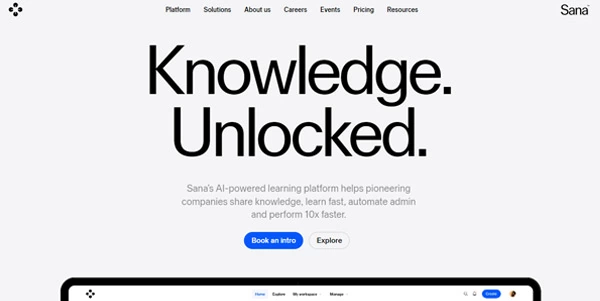 Platform Solutions About us Careers Events Pricing Resources
Sana
Knowledge.
Unlocked.
Sana's AI-powered learning platform helps pioneering
companies share knowledge, learn fast, automate admin
and perform 10x faster.
Book an intro Explore
Home Explore My workspace Manage
Create